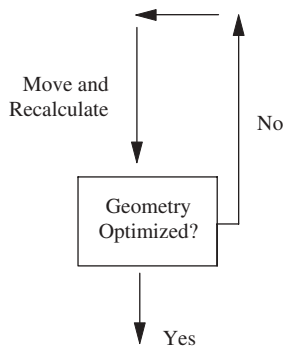 Move and
Recalculate
No
Geometry
Optimized?
Yes